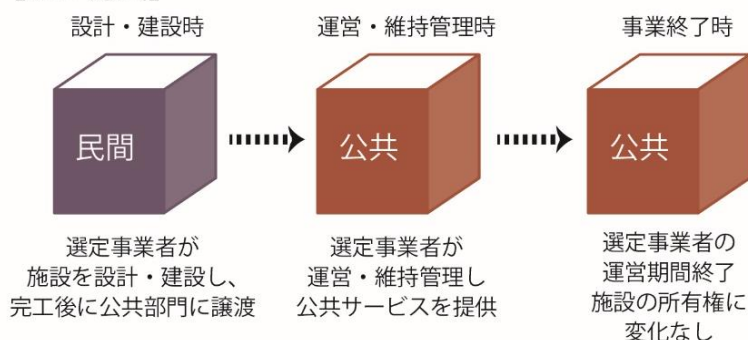 設計・建設時
運営・維持管理時
事業終了時
民間
公共
公共
選定事業者が
施設を設計・建設し、
完工後に公共部門に譲渡
選定事業者が
運営・維持管理し
公共サービスを提供
選定事業者の
運営期間終了
施設の所有権に
変化なし